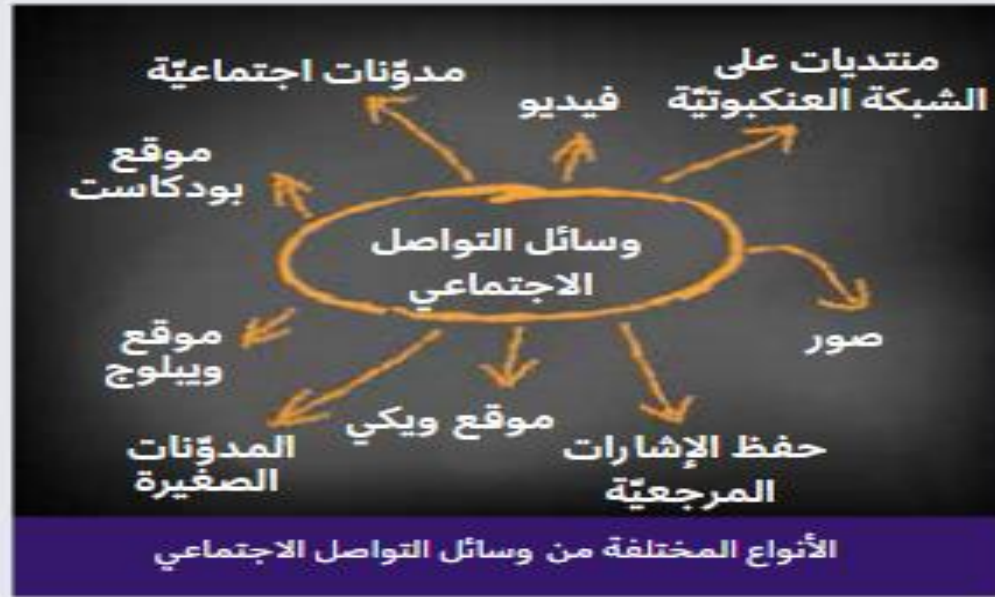 منتديات على
الشبكة العنكبوتيّة
فيديو
مدوّنات اجتماعيّة
موقع
بودكاست
وسائل التواصل
الاجتماعي
صور
موقع
ويبلوج
موقع ويكي
حفظ الإشارات
المرجعيّة
المدوّنات
الصغيرة
الأنواع المختلفة من وسائل التواصل الاجتماعي